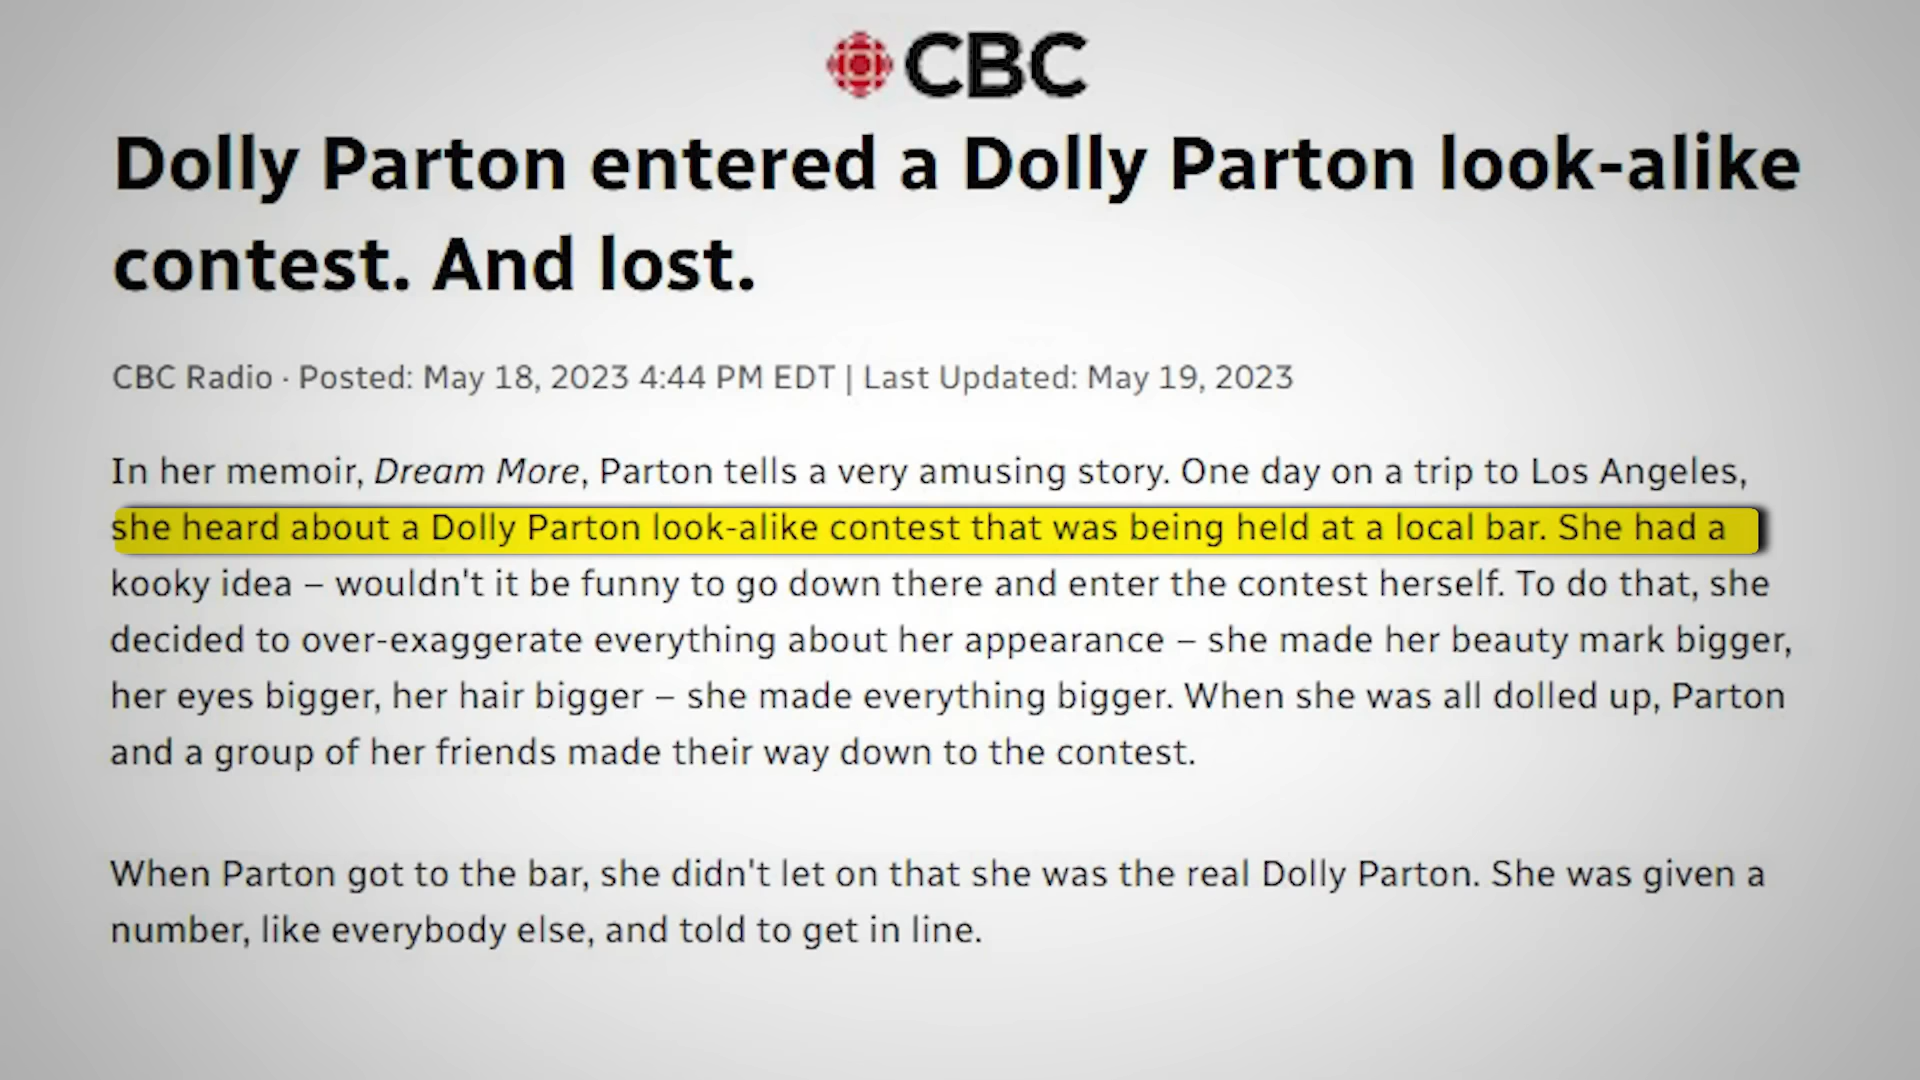 CBC
Dolly Parton entered a Dolly Parton look-alike
contest. And lost.
CBC Radio · Posted: May 18, 2023 4:44 PM EDT | Last Updated: May 19, 2023
In her memoir, Dream More, Parton tells a very amusing story. One day on a trip to Los Angeles,
she heard about a Dolly Parton look-alike contest that was being held at a local bar. She had a
kooky idea – wouldn't it be funny to go down there and enter the contest herself. To do that, she
decided to over-exaggerate everything about her appearance – she made her beauty mark bigger,
her eyes bigger, her hair bigger – she made everything bigger. When she was all dolled up, Parton
and a group of her friends made their way down to the contest.
When Parton got to the bar, she didn't let on that she was the real Dolly Parton. She was given a
number, like everybody else, and told to get in line.